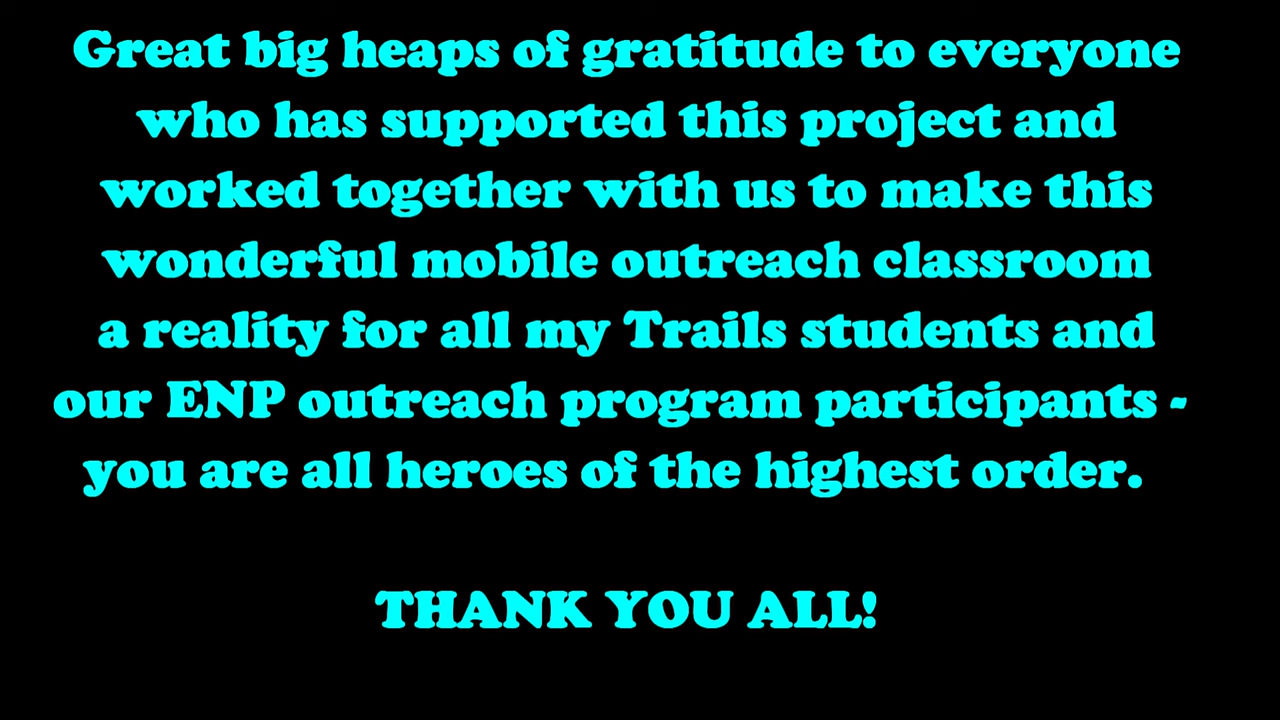 Great big heaps of gratitude to everyone
who has supported this project and
worked together with us to make this
wonderful mobile outreach classroom
a reality for all my Trails students and
our ENP outreach program participants -
you are all heroes of the highest order.
THANK YOU ALL!